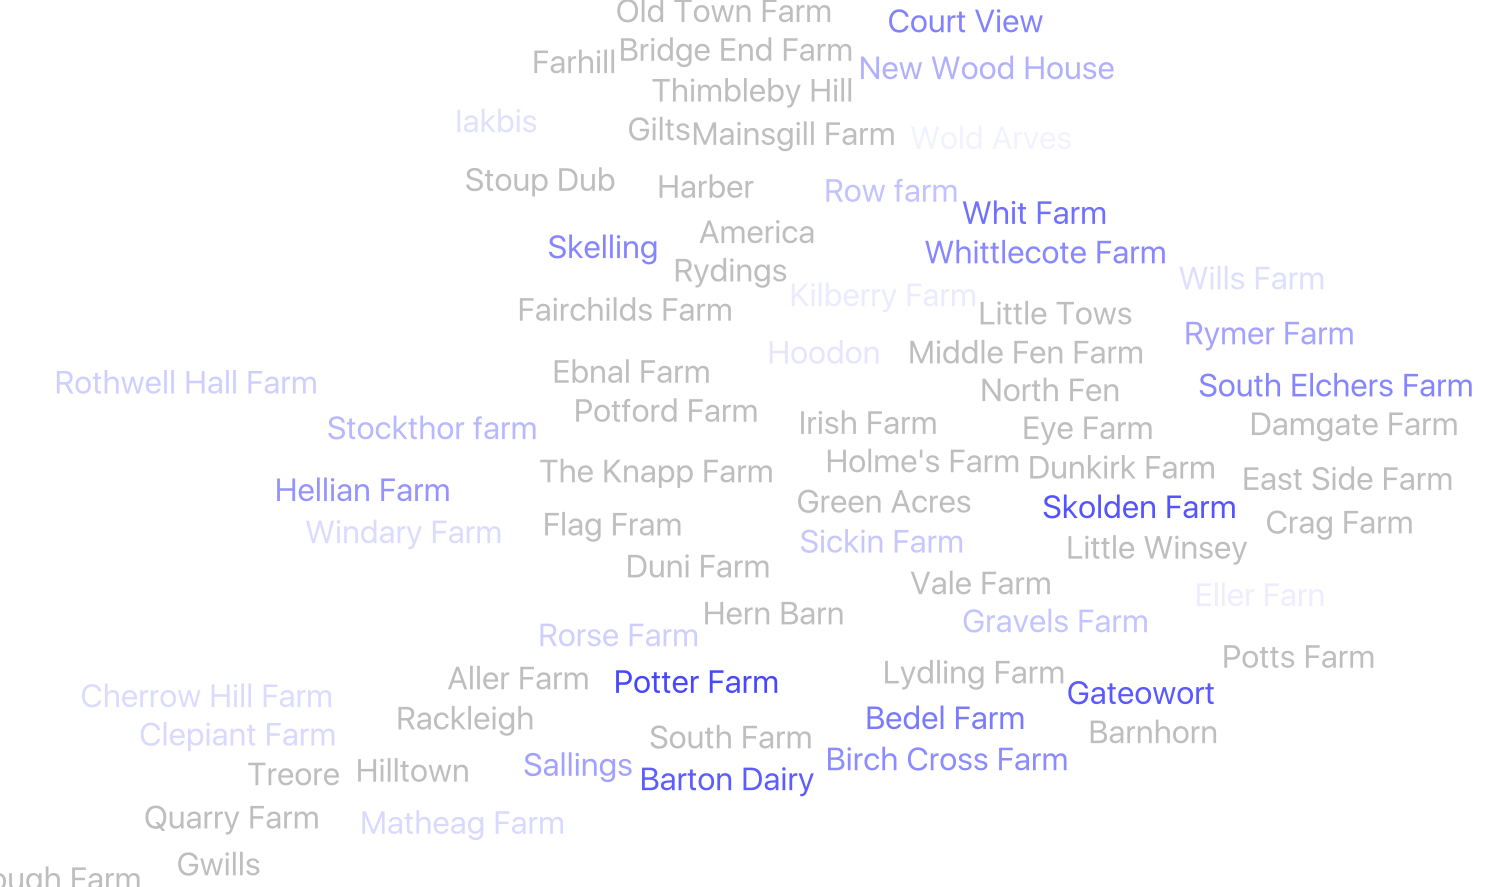 Old Town Farm
Court View
Bridge End Farm
Farhill
New Wood House
Thimbleby Hill
Iakbis
Gilts
Mainsgill Farm
Wold Arves
Stoup Dub
Harber
Row farm
Whit Farm
America
Skelling
Whittlecote Farm
Rydings
Wills Farm
Kilberry Farm
Fairchilds Farm
Little Tows
Rymer Farm
Hoodon
Middle Fen Farm
Ebnal Farm
Rothwell Hall Farm
South Elchers Farm
North Fen
Potford Farm
Irish Farm
Damgate Farm
Stockthor farm
Eye Farm
Holme's Farm
Dunkirk Farm
The Knapp Farm
East Side Farm
Hellian Farm
Green Acres
Skolden Farm
Flag Fram
Crag Farm
Windary Farm
Sickin Farm
Little Winsey
Duni Farm
Vale Farm
Eller Farn
Hern Barn
Gravels Farm
Rorse Farm
Potts Farm
Lydling Farm
Aller Farm
Potter Farm
Gateowort
Cherrow Hill Farm
Rackleigh
Bedel Farm
Barnhorn
Clepiant Farm
South Farm
Birch Cross Farm
Sallings
Hilltown
Treore
Barton Dairy
Quarry Farm
Matheag Farm
Gwills
Farm